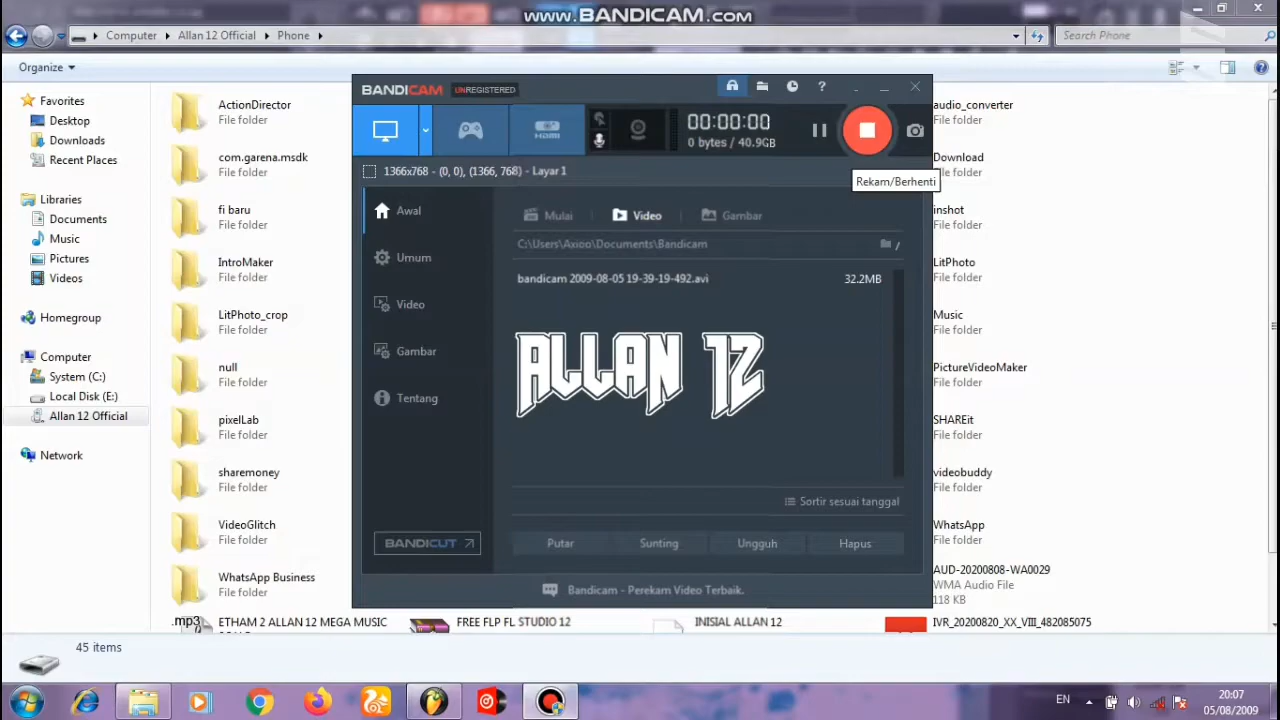 www.BANDICAM.com
Computer Allan 12 Official Phone
Search Phone
Organize
Favorites
Desktop
Downloads
Recent Places
Libraries
Documents
Music
Pictures
Videos
Homegroup
Computer
System (C:)
Local Disk (E:)
Allan 12 Official
Network
ActionDirector
File folder
com.garena.msdk
File folder
fi baru
File folder
IntroMaker
File folder
LitPhoto_crop
File folder
null
File folder
pixelLab
File folder
sharemoney
File folder
VideoGlitch
File folder
WhatsApp Business
File folder
.mp3
ETHAM 2 ALLAN 12 MEGA MUSIC
FREE FLP FL STUDIO 12
INISIAL ALLAN 12
BANDICAM UNREGISTERED
HDMI
00:00:00
0 bytes / 40.9GB
1366x768 - (0, 0), (1366, 768) - Layar 1
Rekam/Berhenti
Awal
Umum
Video
Gambar
Tentang
BANDICUT
Mulai
Video
Gambar
C:\Users\Axioo\Documents\Bandicam
bandicam 2009-08-05 19-39-19-492.avi
32.2MB
ALLAN 12
Sortir sesuai tanggal
Putar
Sunting
Ungguh
Hapus
Bandicam - Perekam Video Terbaik.
audio_converter
File folder
Download
File folder
inshot
File folder
LitPhoto
File folder
Music
File folder
PictureVideoMaker
File folder
SHAREit
File folder
videobuddy
File folder
WhatsApp
File folder
AUD-20200808-WA0029
WMA Audio File
118 KB
IVR_20200820_XX_VIII_482085075
45 items
EN
20:07
05/08/2009